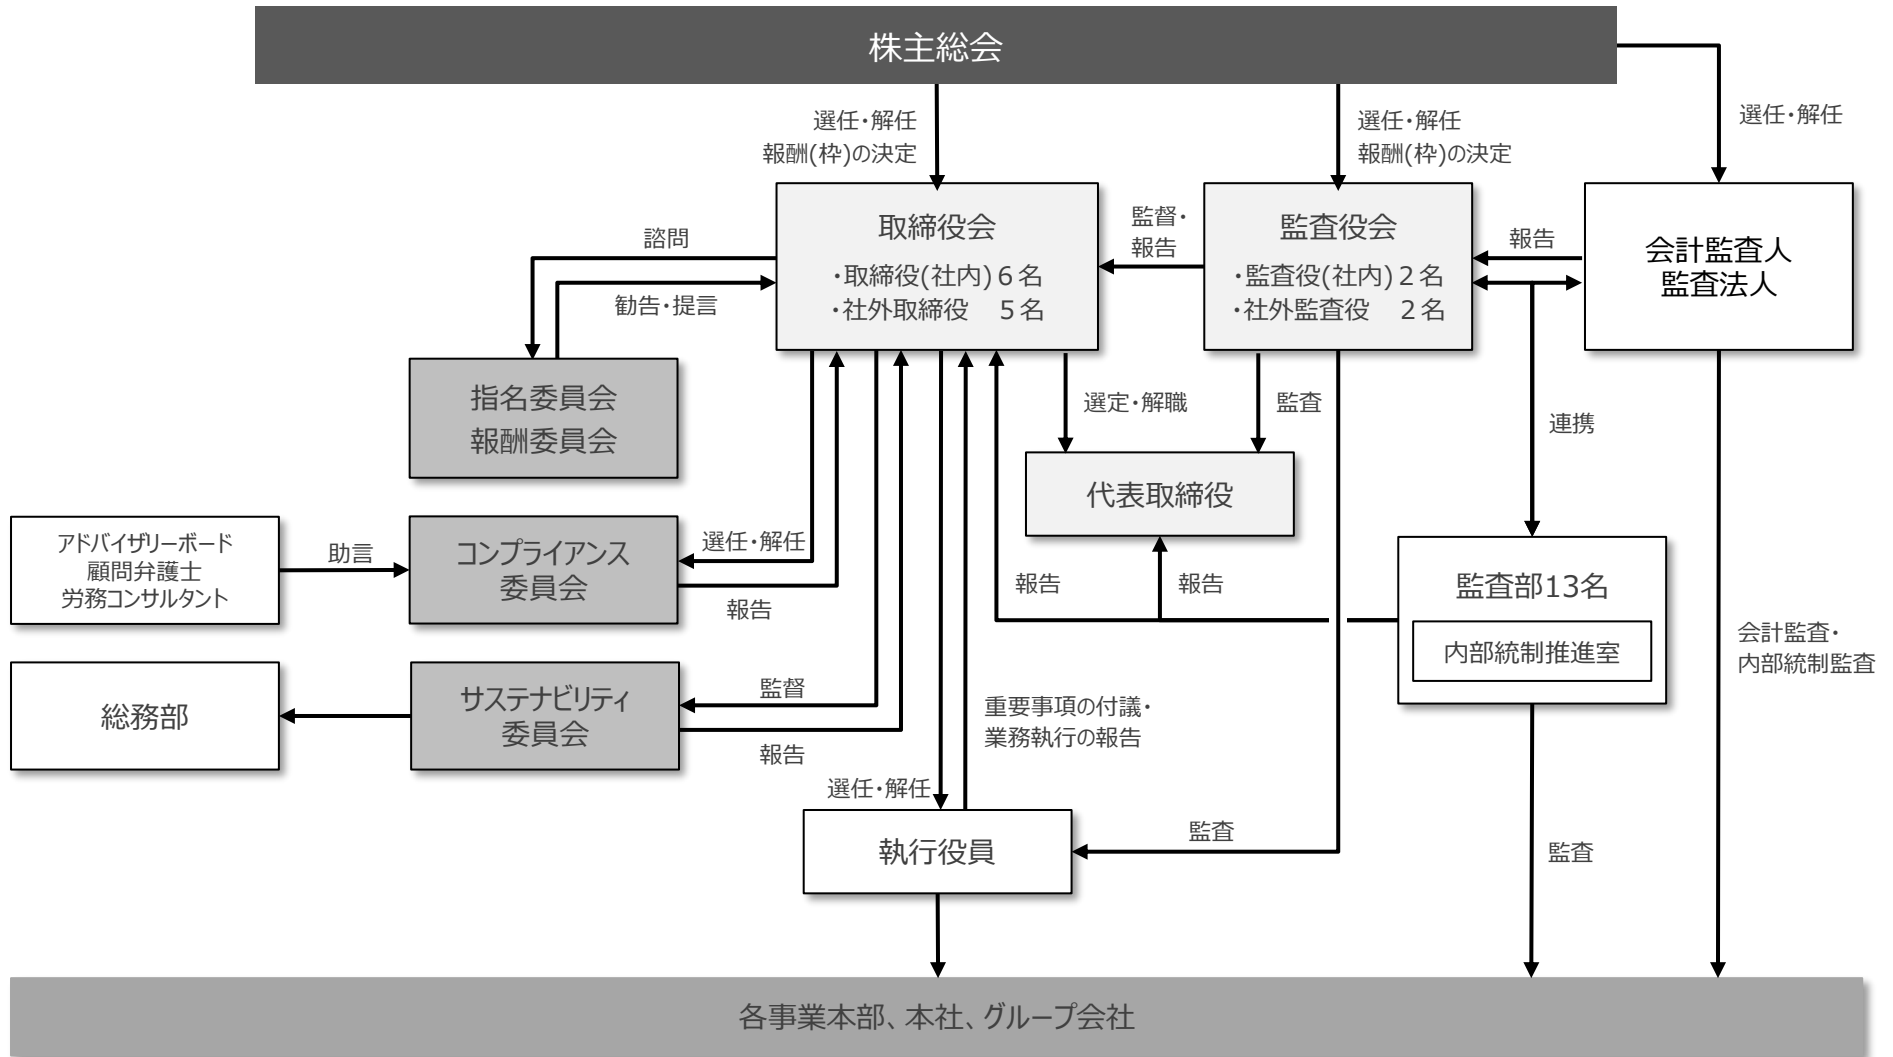 株主総会
選任・解任
報酬(枠)の決定
選任・解任
報酬(枠)の決定
選任・解任
取締役会
・取締役(社内)６名
・社外取締役　５名
監督・
報告
監査役会
・監査役(社内)２名
・社外監査役　２名
報告
会計監査人
監査法人
諮問
勧告・提言
指名委員会
報酬委員会
選定・解職
監査
連携
代表取締役
アドバイザリーボード
顧問弁護士
労務コンサルタント
助言
コンプライアンス
委員会
選任・解任
報告
報告
報告
監査部13名
内部統制推進室
会計監査・
内部統制監査
総務部
サステナビリティ
委員会
監督
報告
重要事項の付議・
業務執行の報告
選任・解任
執行役員
監査
監査
各事業本部、本社、グループ会社